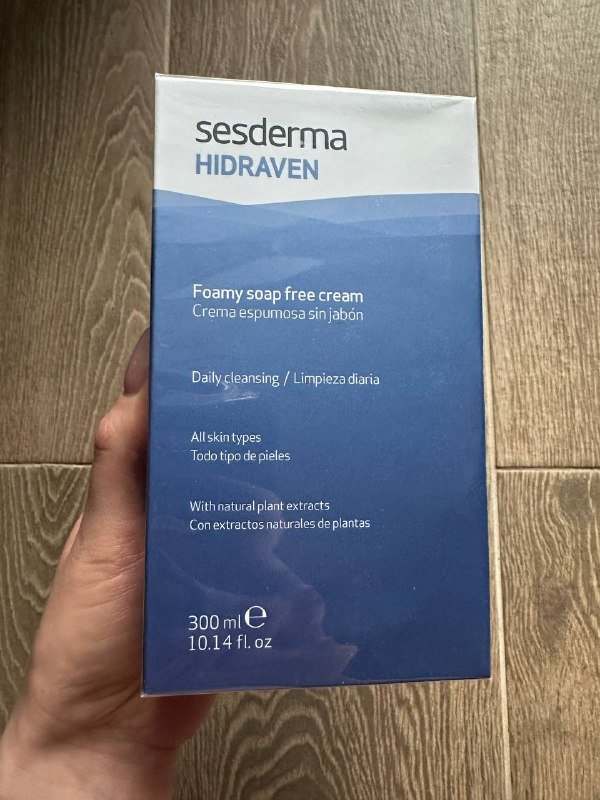 sesderma
HIDRAVEN
Foamy soap free cream
Crema espumosa sin jabón
Daily cleansing / Limpieza diaria
All skin types
Todo tipo de pieles
With natural plant extracts
Con extractos naturales de plantas
300 ml ℮
10.14 fl. oz